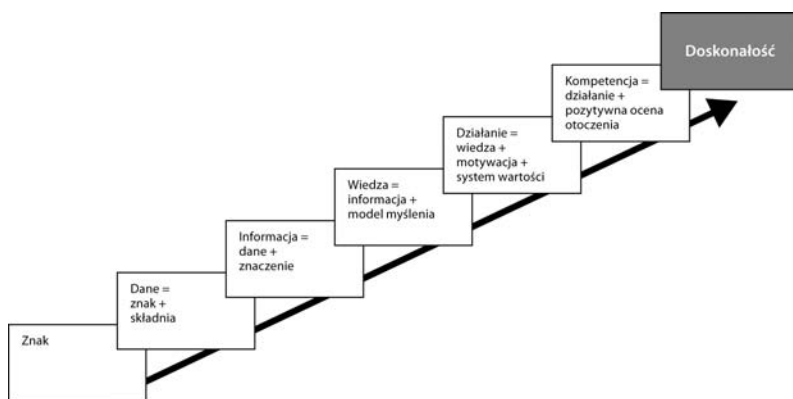 Doskonałość
Kompetencja =
działanie +
pozytywna ocena
otoczenia
Działanie =
wiedza +
motywacja +
system wartości
Wiedza =
informacja +
model myślenia
Informacja =
dane +
znaczenie
Dane =
znak +
składnia
Znak